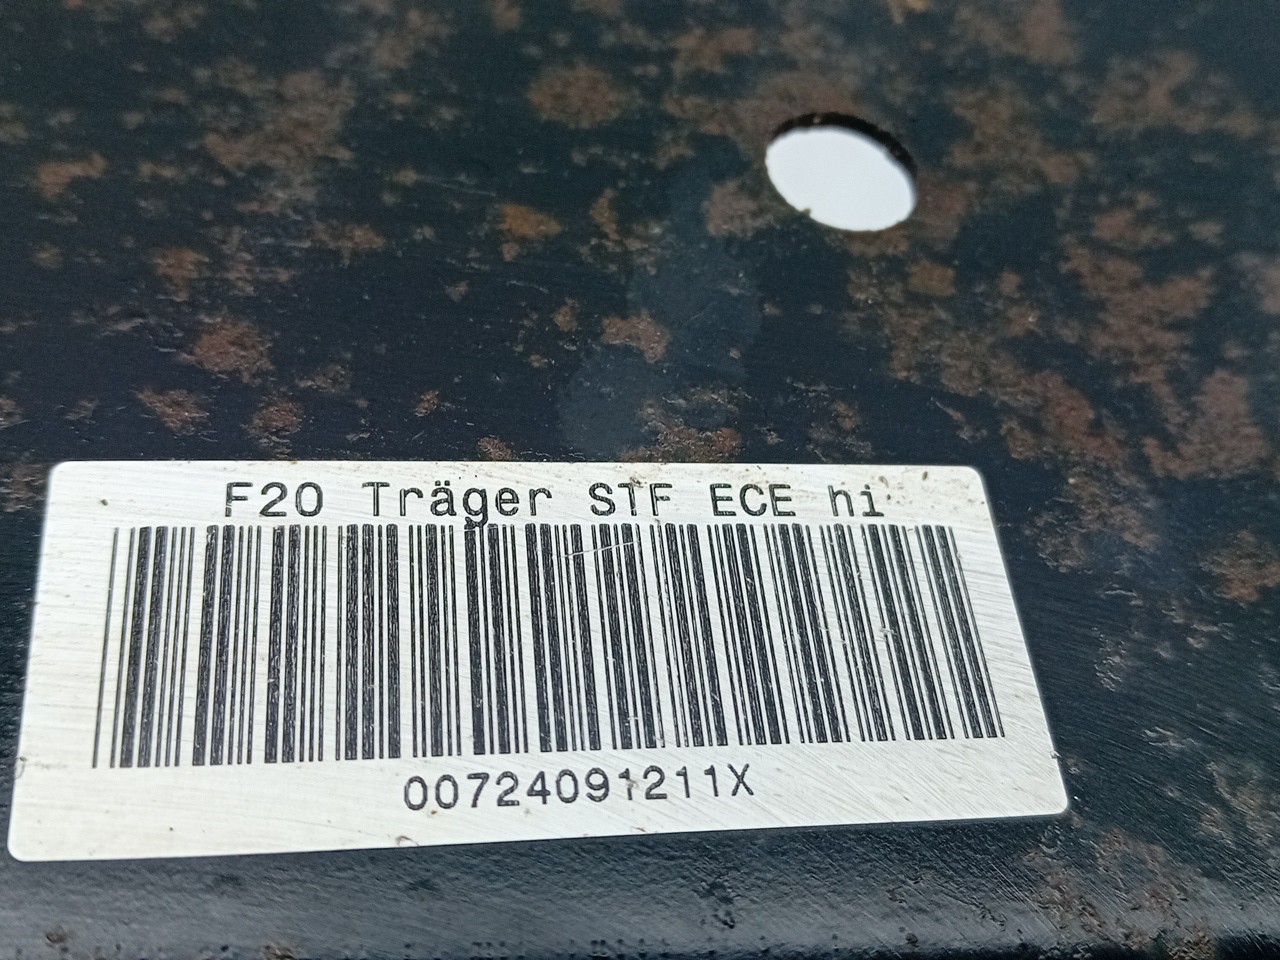 F20 Träger STF ECE hi
00724091211X